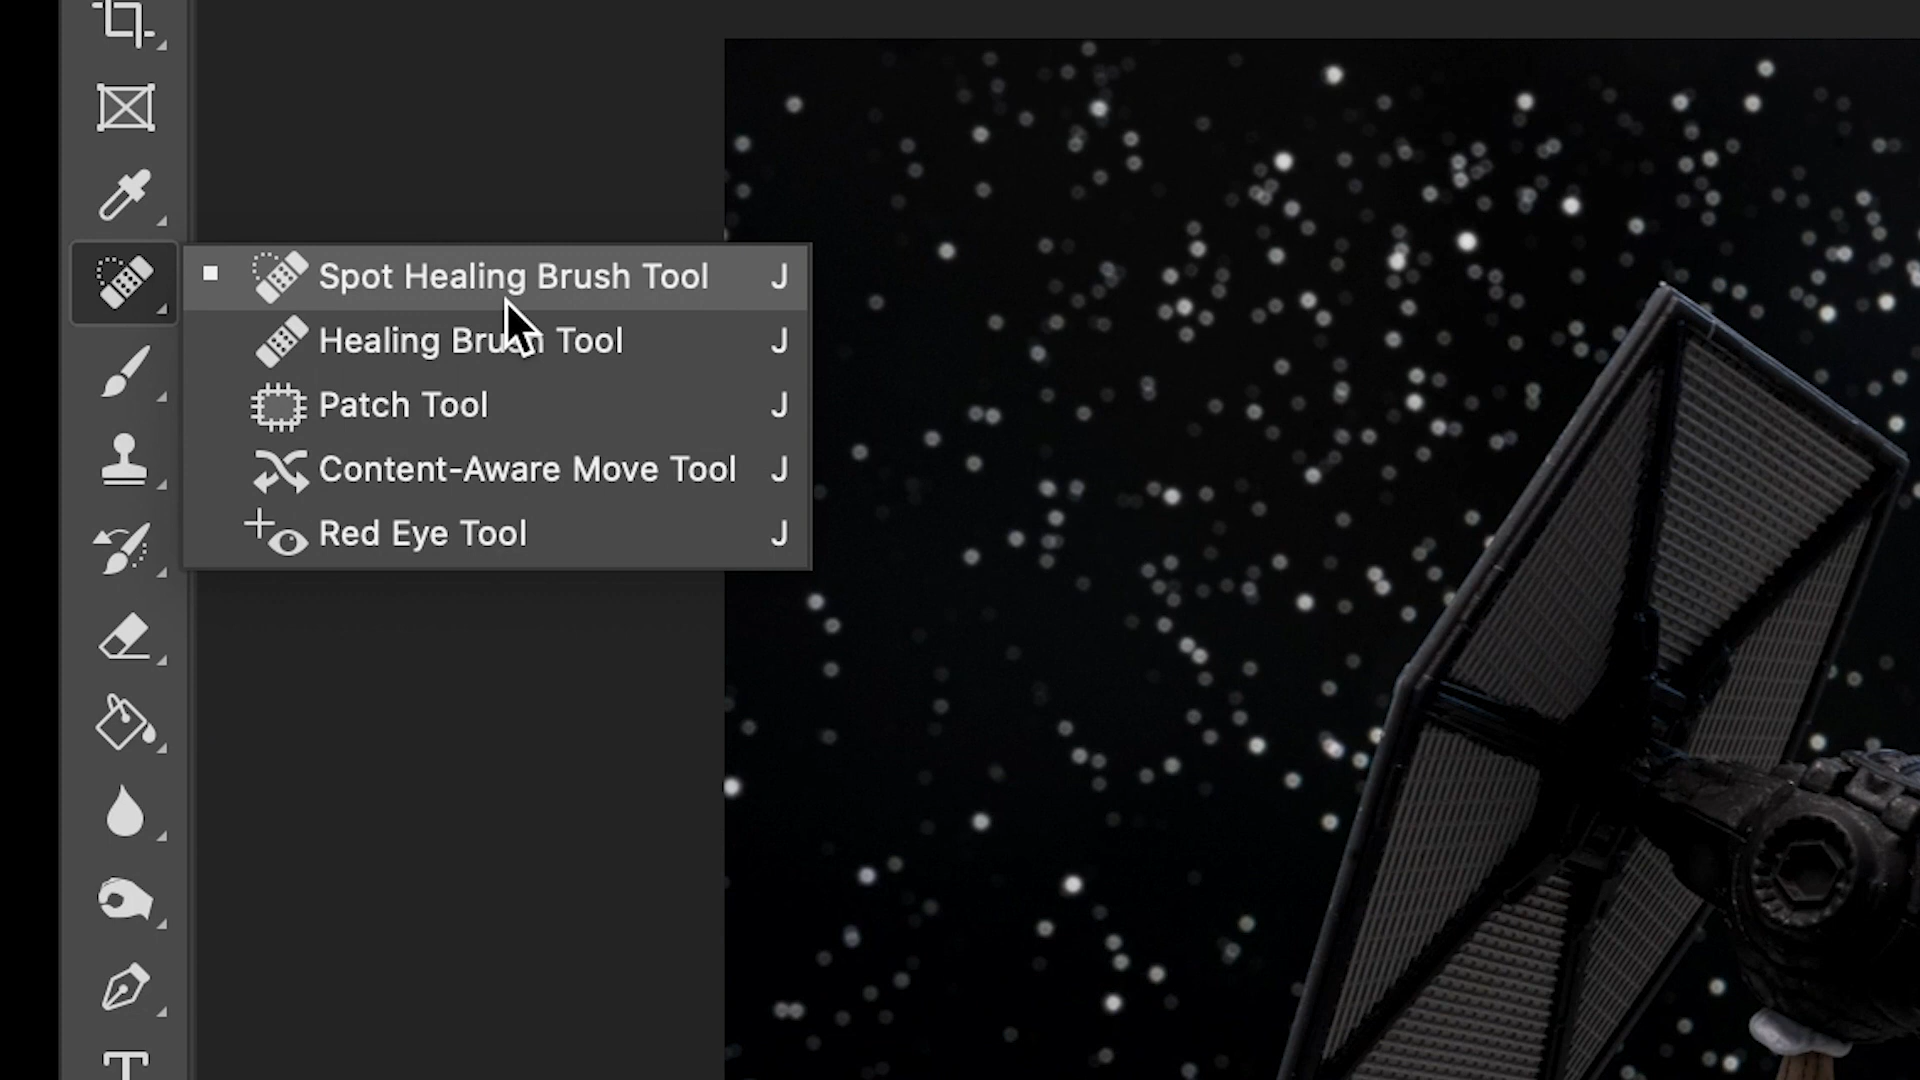 Spot Healing Brush Tool J
Healing Brush Tool J
Patch Tool J
Content-Aware Move Tool J
Red Eye Tool J